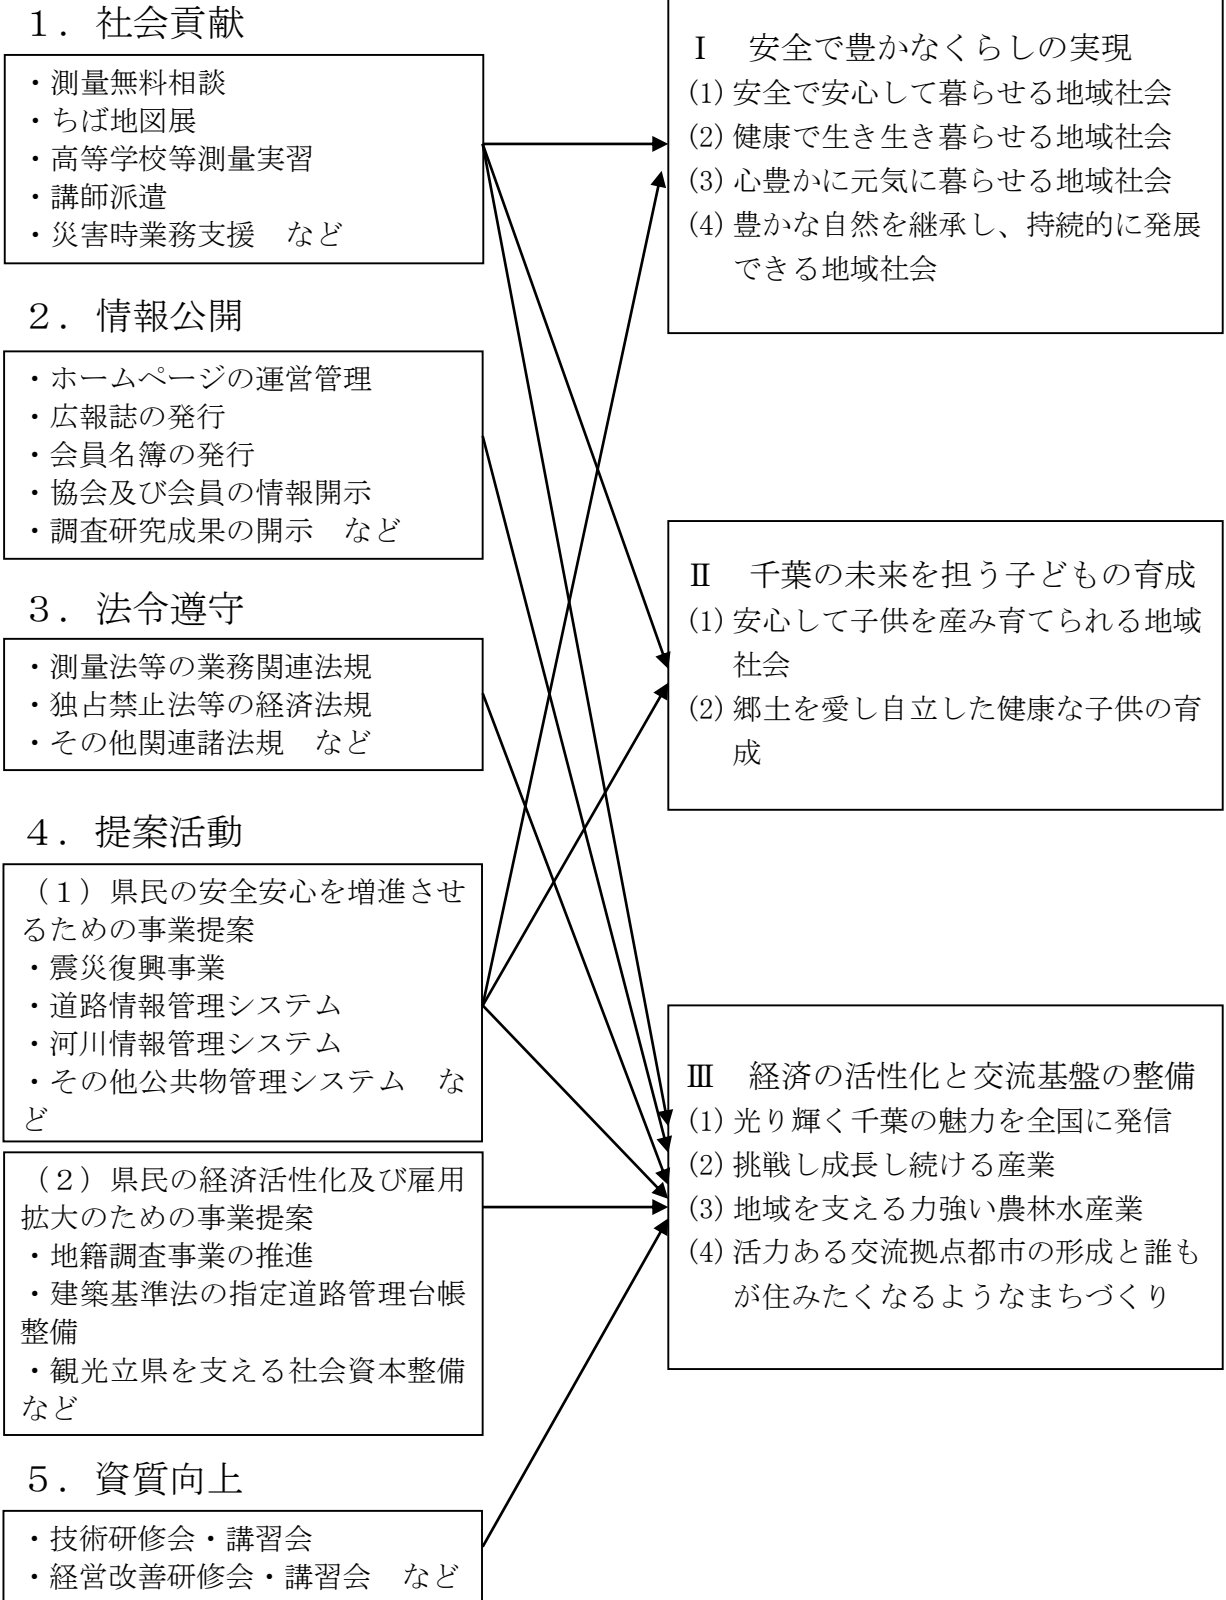 １．社会貢献
・測量無料相談
・ちば地図展
・高等学校等測量実習
・講師派遣
・災害時業務支援　など
２．情報公開
・ホームページの運営管理
・広報誌の発行
・会員名簿の発行
・協会及び会員の情報開示
・調査研究成果の開示　など
３．法令遵守
・測量法等の業務関連法規
・独占禁止法等の経済法規
・その他関連諸法規　など
４．提案活動
（１）県民の安全安心を増進させ
るための事業提案
・震災復興事業
・道路情報管理システム
・河川情報管理システム
・その他公共物管理システム　な
ど
（２）県民の経済活性化及び雇用
拡大のための事業提案
・地籍調査事業の推進
・建築基準法の指定道路管理台帳
整備
・観光立県を支える社会資本整備
など
５．資質向上
・技術研修会・講習会
・経営改善研修会・講習会　など
Ⅰ　安全で豊かなくらしの実現
(1) 安全で安心して暮らせる地域社会
(2) 健康で生き生き暮らせる地域社会
(3) 心豊かに元気に暮らせる地域社会
(4) 豊かな自然を継承し、持続的に発展
できる地域社会
Ⅱ　千葉の未来を担う子どもの育成
(1) 安心して子供を産み育てられる地域
社会
(2) 郷土を愛し自立した健康な子供の育
成
Ⅲ　経済の活性化と交流基盤の整備
(1) 光り輝く千葉の魅力を全国に発信
(2) 挑戦し成長し続ける産業
(3) 地域を支える力強い農林水産業
(4) 活力ある交流拠点都市の形成と誰も
が住みたくなるようなまちづくり